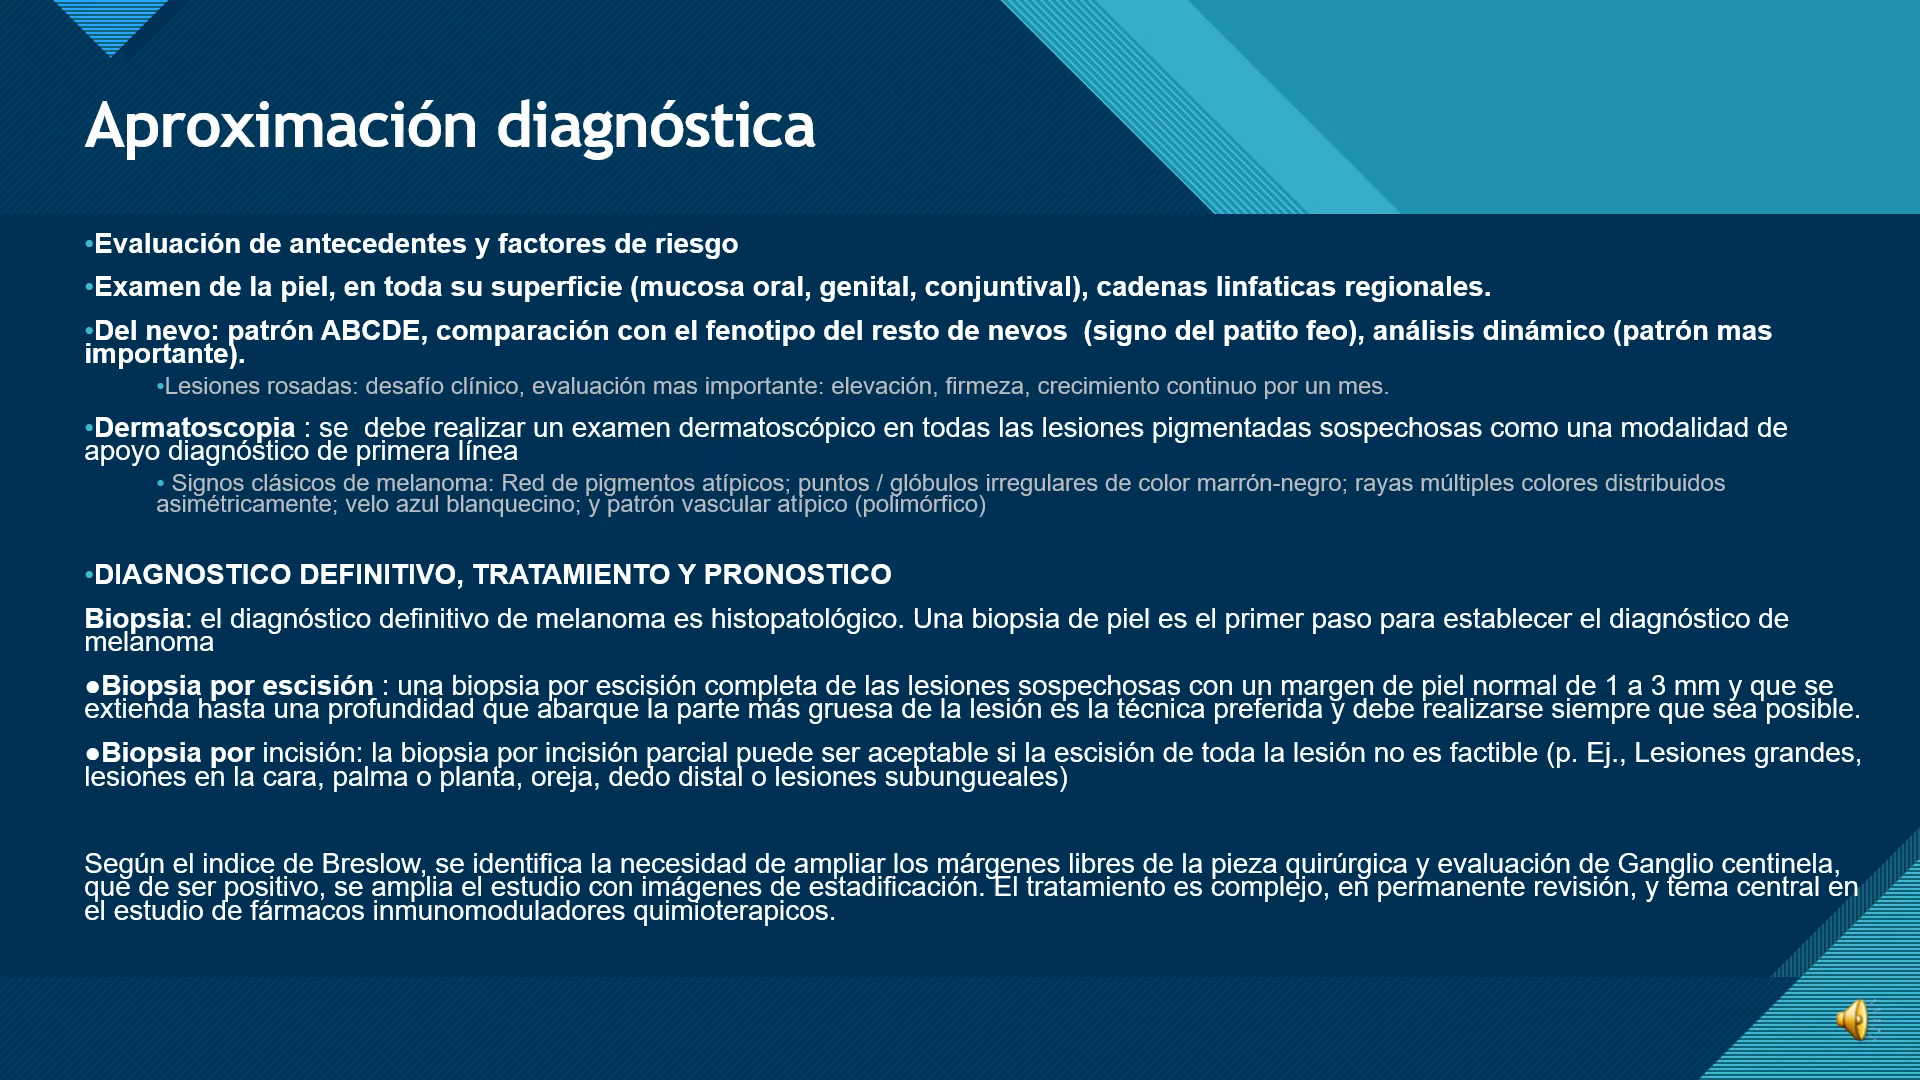 Aproximación diagnóstica
•Evaluación de antecedentes y factores de riesgo
•Examen de la piel, en toda su superficie (mucosa oral, genital, conjuntival), cadenas linfaticas regionales.
•Del nevo: patrón ABCDE, comparación con el fenotipo del resto de nevos  (signo del patito feo), análisis dinámico (patrón mas
importante).
•Lesiones rosadas: desafío clínico, evaluación mas importante: elevación, firmeza, crecimiento continuo por un mes.
•Dermatoscopia : se  debe realizar un examen dermatoscópico en todas las lesiones pigmentadas sospechosas como una modalidad de
apoyo diagnóstico de primera línea
• Signos clásicos de melanoma: Red de pigmentos atípicos; puntos / glóbulos irregulares de color marrón-negro; rayas múltiples colores distribuidos
asimétricamente; velo azul blanquecino; y patrón vascular atípico (polimórfico)
•DIAGNOSTICO DEFINITIVO, TRATAMIENTO Y PRONOSTICO
Biopsia: el diagnóstico definitivo de melanoma es histopatológico. Una biopsia de piel es el primer paso para establecer el diagnóstico de
melanoma
●Biopsia por escisión : una biopsia por escisión completa de las lesiones sospechosas con un margen de piel normal de 1 a 3 mm y que se
extienda hasta una profundidad que abarque la parte más gruesa de la lesión es la técnica preferida y debe realizarse siempre que sea posible.
●Biopsia por incisión: la biopsia por incisión parcial puede ser aceptable si la escisión de toda la lesión no es factible (p. Ej., Lesiones grandes,
lesiones en la cara, palma o planta, oreja, dedo distal o lesiones subungueales)
Según el indice de Breslow, se identifica la necesidad de ampliar los márgenes libres de la pieza quirúrgica y evaluación de Ganglio centinela,
que de ser positivo, se amplia el estudio con imágenes de estadificación. El tratamiento es complejo, en permanente revisión, y tema central en
el estudio de fármacos inmunomoduladores quimioterapicos.